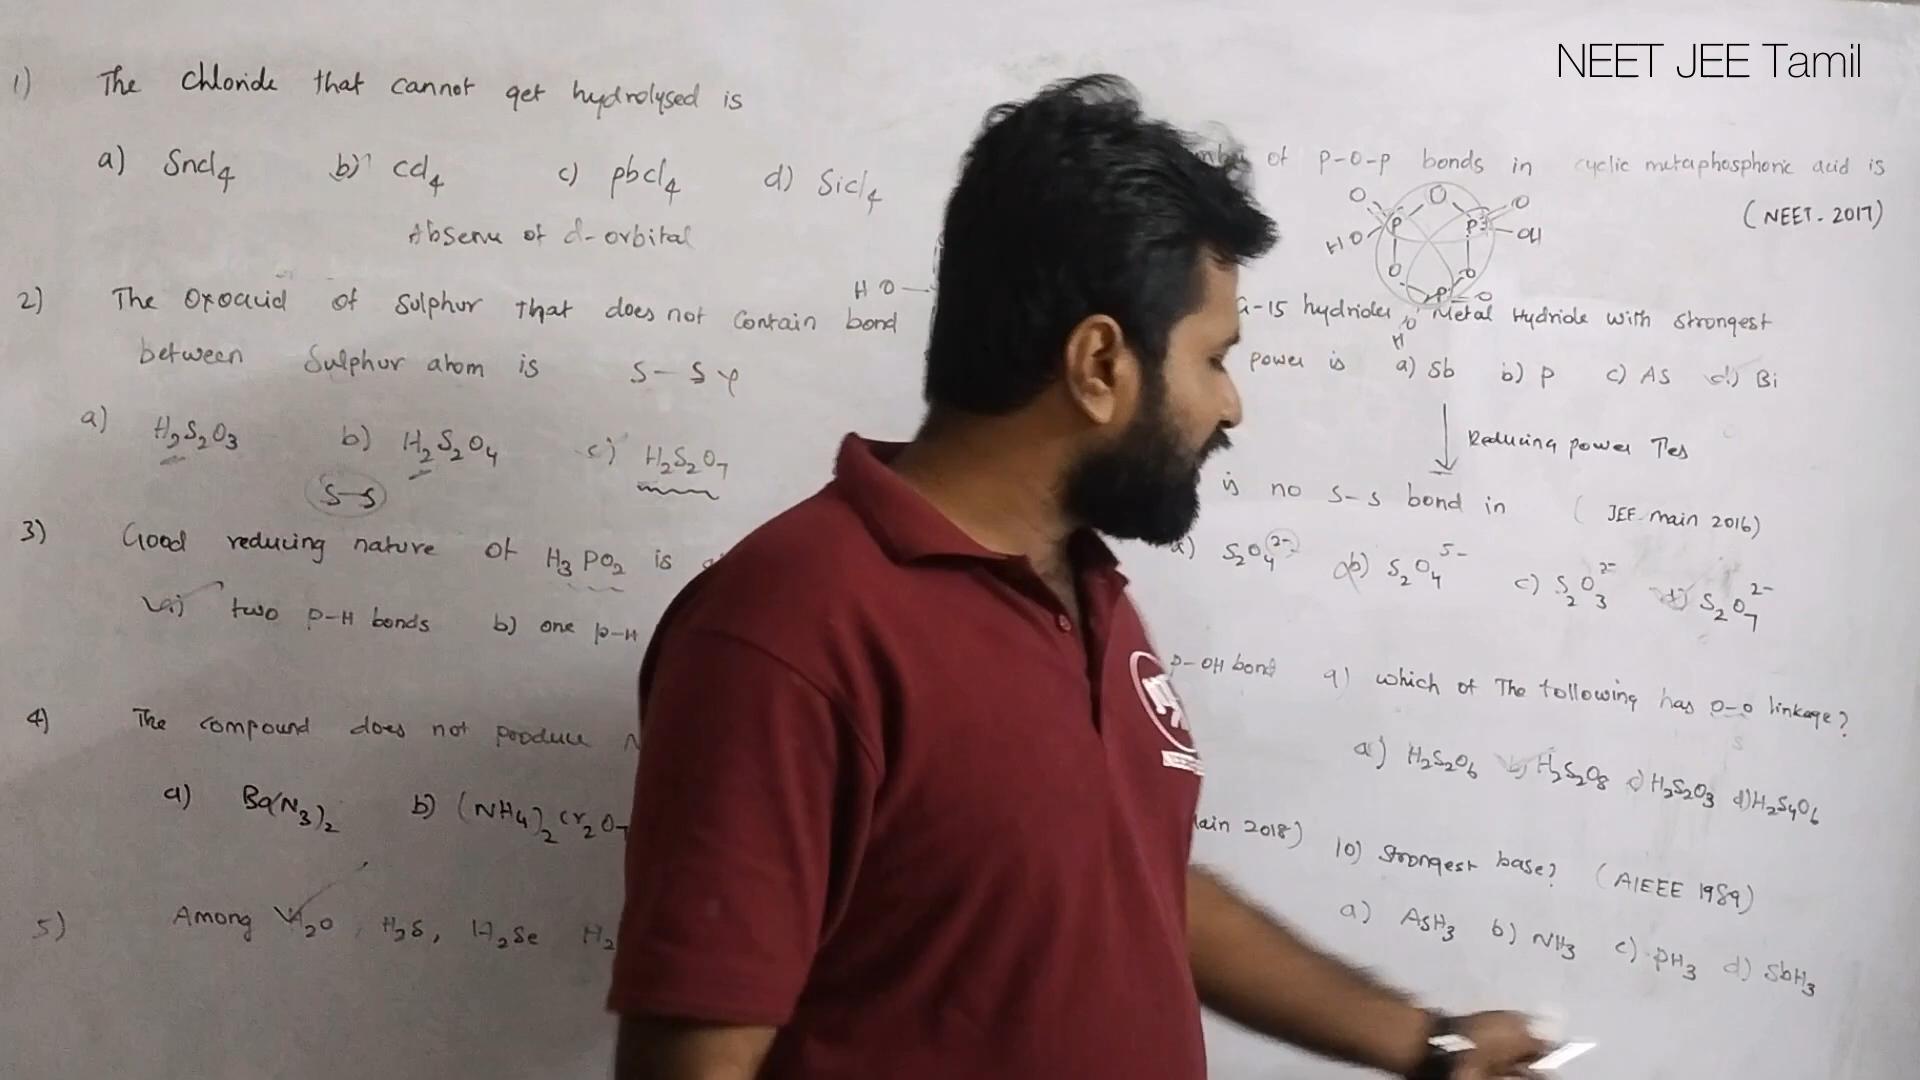 NEET JEE Tamil
1) The chloride that cannot get hydrolysed is
a) Sncl4 b) ccl4 c) pbcl4 d) Sicl4
Absence of d-orbital
2) The Oxoacid of Sulphur that does not contain bond
between Sulphur atom is S-S
a) H2S2O3 b) H2S2O4 c) H2S2O7
S-S
HO
3) Good reducing nature of H3PO2 is
a) two P-H bonds b) one P-H
4) The compound does not produce N
a) Ba(N3)2 b) (NH4)2Cr2O7
5) Among H2O, H2S, H2Se H2
of P-O-P bonds in cyclic metaphosphoric acid is
(NEET-2017)
O O O
P P
HO OH
O O
P O
O
H
G-15 hydrides, Metal Hydride with strongest
power is a) Sb b) P c) AS d) Bi
Reducing power ↑es
is no S-S bond in (JEE main 2016)
a) S2O4 2- b) S2O4 5- c) S2O3 2- d) S2O7 2-
P-OH bond
9) which of The following has O-O linkage?
a) H2S2O6 b) H2S2O8 c) H2S2O3 d) H2S4O6
Main 2018)
10) Strongest base? (AIEEE 1989)
a) AsH3 b) NH3 c) PH3 d) SbH3